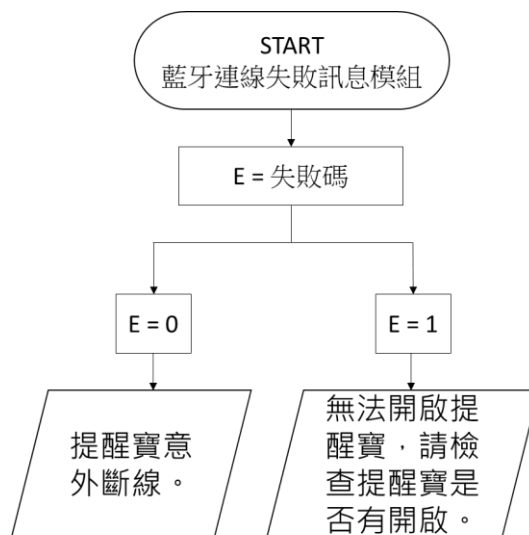 START
藍牙連線失敗訊息模組
E = 失敗碼
E = 0
E = 1
提醒寶意
外斷線。
無法開啟提
醒寶，請檢
查提醒寶是
否有開啟。